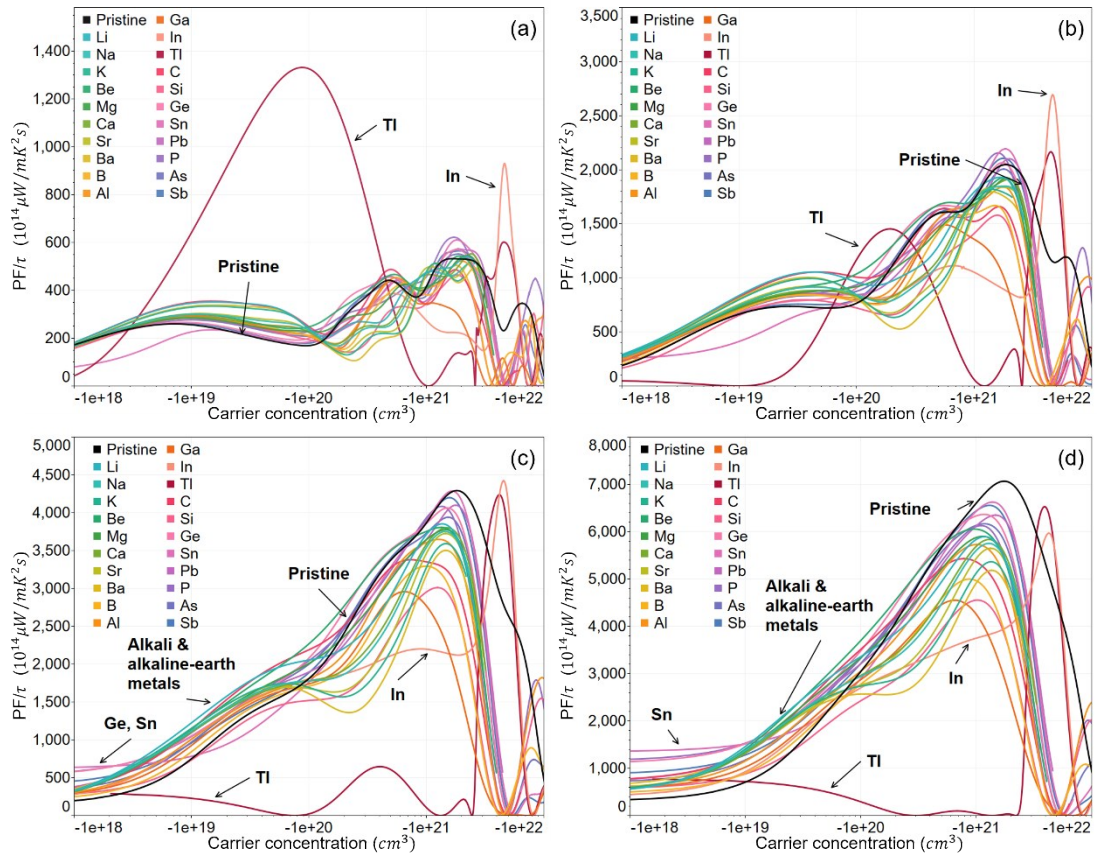 (a)
PF/τ (10¹⁴μW/mK²s)
1,400
1,200
1,000
800
600
400
200
0
Pristine Ga
Li In
Na Tl
K C
Be Si
Mg Ge
Ca Sn
Sr Pb
Ba P
B As
Al Sb
Tl
In
Pristine
-1e+18 -1e+19 -1e+20 -1e+21 -1e+22
Carrier concentration (cm³)
(b)
PF/τ (10¹⁴μW/mK²s)
3,500
3,000
2,500
2,000
1,500
1,000
500
0
Pristine Ga
Li In
Na Tl
K C
Be Si
Mg Ge
Ca Sn
Sr Pb
Ba P
B As
Al Sb
In
Pristine
Tl
-1e+18 -1e+19 -1e+20 -1e+21 -1e+22
Carrier concentration (cm³)
(c)
PF/τ (10¹⁴μW/mK²s)
5,000
4,500
4,000
3,500
3,000
2,500
2,000
1,500
1,000
500
0
Pristine Ga
Li In
Na Tl
K C
Be Si
Mg Ge
Ca Sn
Sr Pb
Ba P
B As
Al Sb
Pristine
Alkali &
alkaline-earth
metals
In
Ge, Sn
Tl
-1e+18 -1e+19 -1e+20 -1e+21 -1e+22
Carrier concentration (cm³)
(d)
PF/τ (10¹⁴μW/mK²s)
8,000
7,000
6,000
5,000
4,000
3,000
2,000
1,000
0
Pristine Ga
Li In
Na Tl
K C
Be Si
Mg Ge
Ca Sn
Sr Pb
Ba P
B As
Al Sb
Pristine
Alkali &
alkaline-earth
metals
In
Sn
Tl
-1e+18 -1e+19 -1e+20 -1e+21 -1e+22
Carrier concentration (cm³)